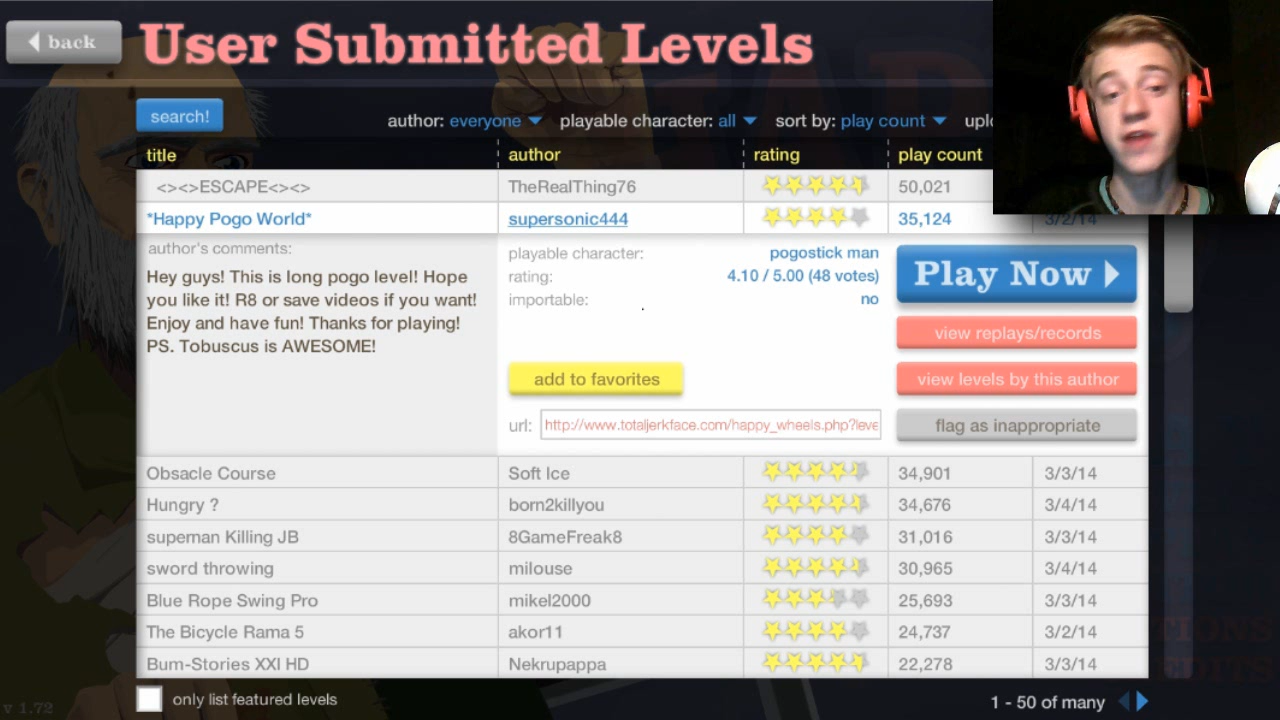 back
User Submitted Levels
search!
author: everyone playable character: all sort by: play count uplo
title author rating play count
<><>ESCAPE<><> TheRealThing76 50,021
*Happy Pogo World* supersonic444 35,124 3/2/14
author's comments:
Hey guys! This is long pogo level! Hope
you like it! R8 or save videos if you want!
Enjoy and have fun! Thanks for playing!
PS. Tobuscus is AWESOME!
playable character: pogostick man
rating: 4.10 / 5.00 (48 votes)
importable: no
add to favorites
url: http://www.totaljerkface.com/happy_wheels.php?leve
Play Now
view replays/records
view levels by this author
flag as inappropriate
Obsacle Course Soft Ice 34,901 3/3/14
Hungry ? born2killyou 34,676 3/4/14
supeman Killing JB 8GameFreak8 31,016 3/3/14
sword throwing milouse 30,965 3/4/14
Blue Rope Swing Pro mikel2000 25,693 3/3/14
The Bicycle Rama 5 akor11 24,737 3/2/14
Bum-Stories XXI HD Nekrupappa 22,278 3/3/14
only list featured levels
1 - 50 of many
v 1.72